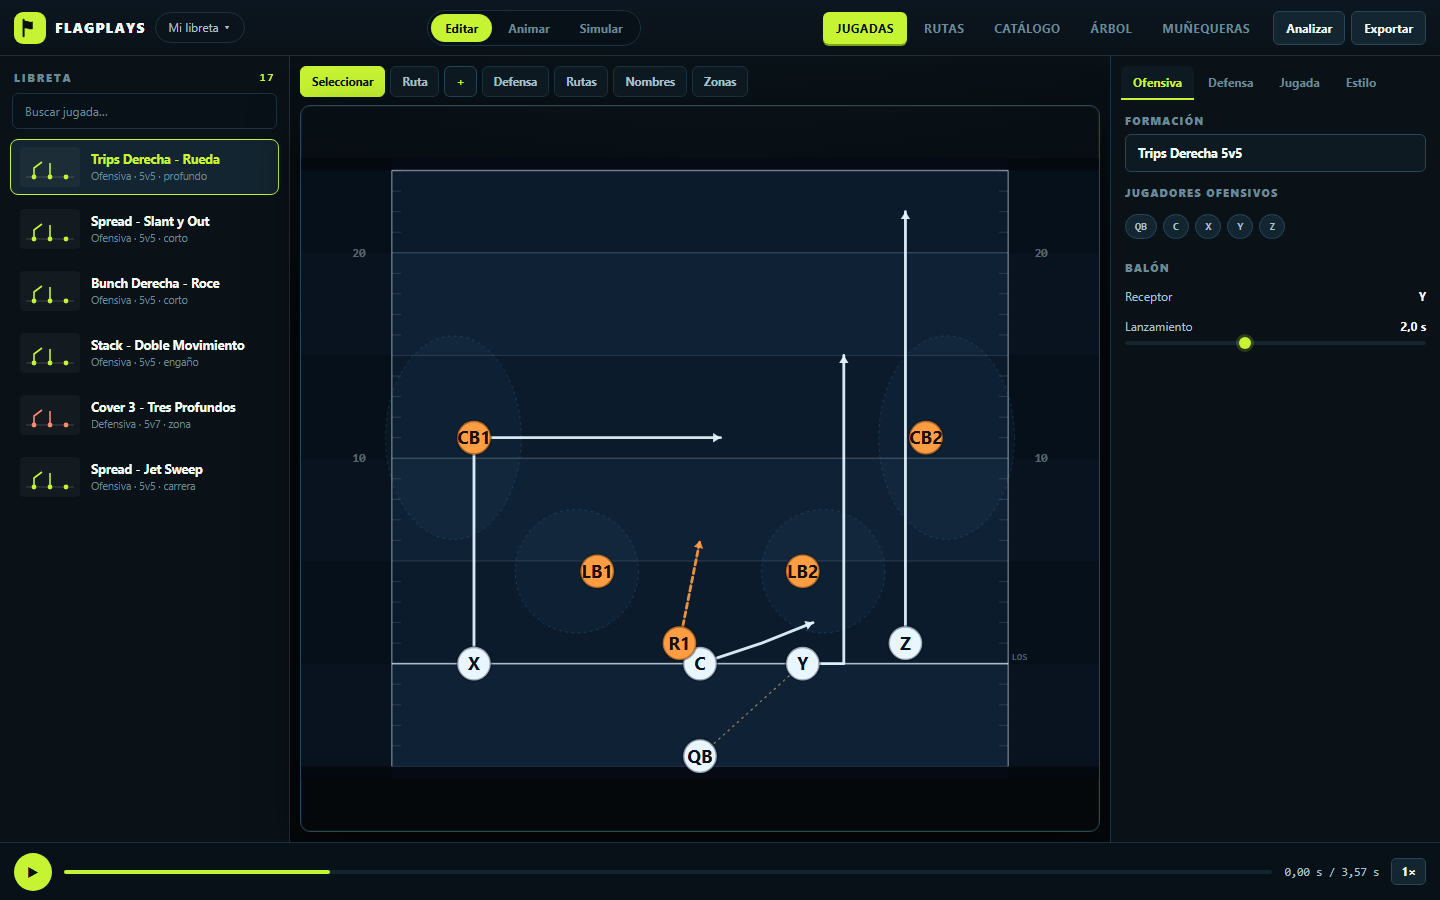 FLAGPLAYS
Mi libreta ▾
Editar
Animar
Simular
JUGADAS
RUTAS
CATÁLOGO
ÁRBOL
MUÑEQUERAS
Analizar
Exportar
LIBRETA
17
Buscar jugada...
Trips Derecha - Rueda
Ofensiva · 5v5 · profundo
Spread - Slant y Out
Ofensiva · 5v5 · corto
Bunch Derecha - Roce
Ofensiva · 5v5 · corto
Stack - Doble Movimiento
Ofensiva · 5v5 · engaño
Cover 3 - Tres Profundos
Defensiva · 5v7 · zona
Spread - Jet Sweep
Ofensiva · 5v5 · carrera
Seleccionar
Ruta
+
Defensa
Rutas
Nombres
Zonas
20
20
CB1
CB2
10
10
LB1
LB2
R1
Z
X
C
Y
LOS
QB
Ofensiva
Defensa
Jugada
Estilo
FORMACIÓN
Trips Derecha 5v5
JUGADORES OFENSIVOS
QB
C
X
Y
Z
BALÓN
Receptor
Y
Lanzamiento
2,0 s
0,00 s / 3,57 s
1×